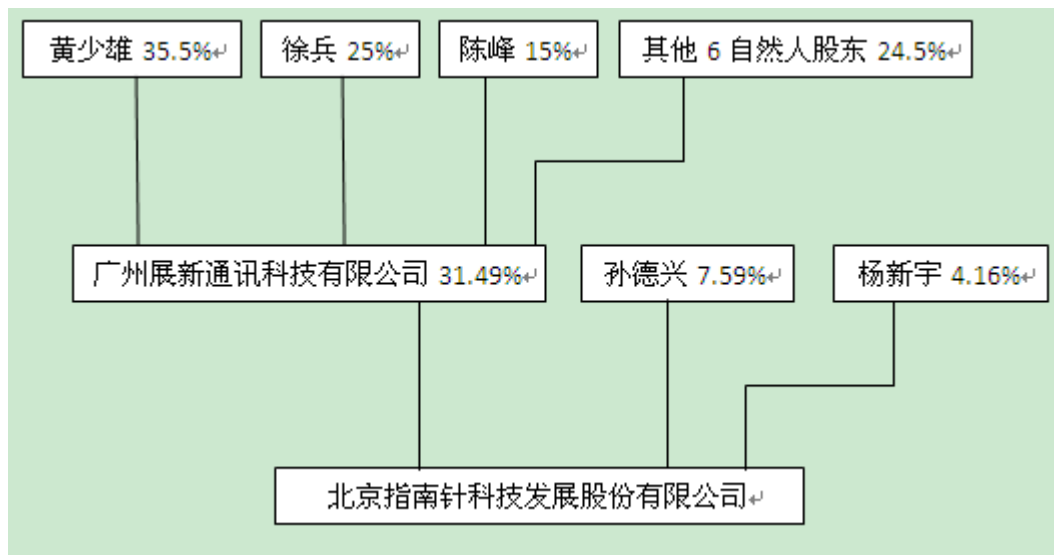 黄少雄 35.5%↵
徐兵 25%↵
陈峰 15%↵
其他 6 自然人股东 24.5%↵
广州展新通讯科技有限公司 31.49%↵
孙德兴 7.59%↵
杨新宇 4.16%↵
北京指南针科技发展股份有限公司↵